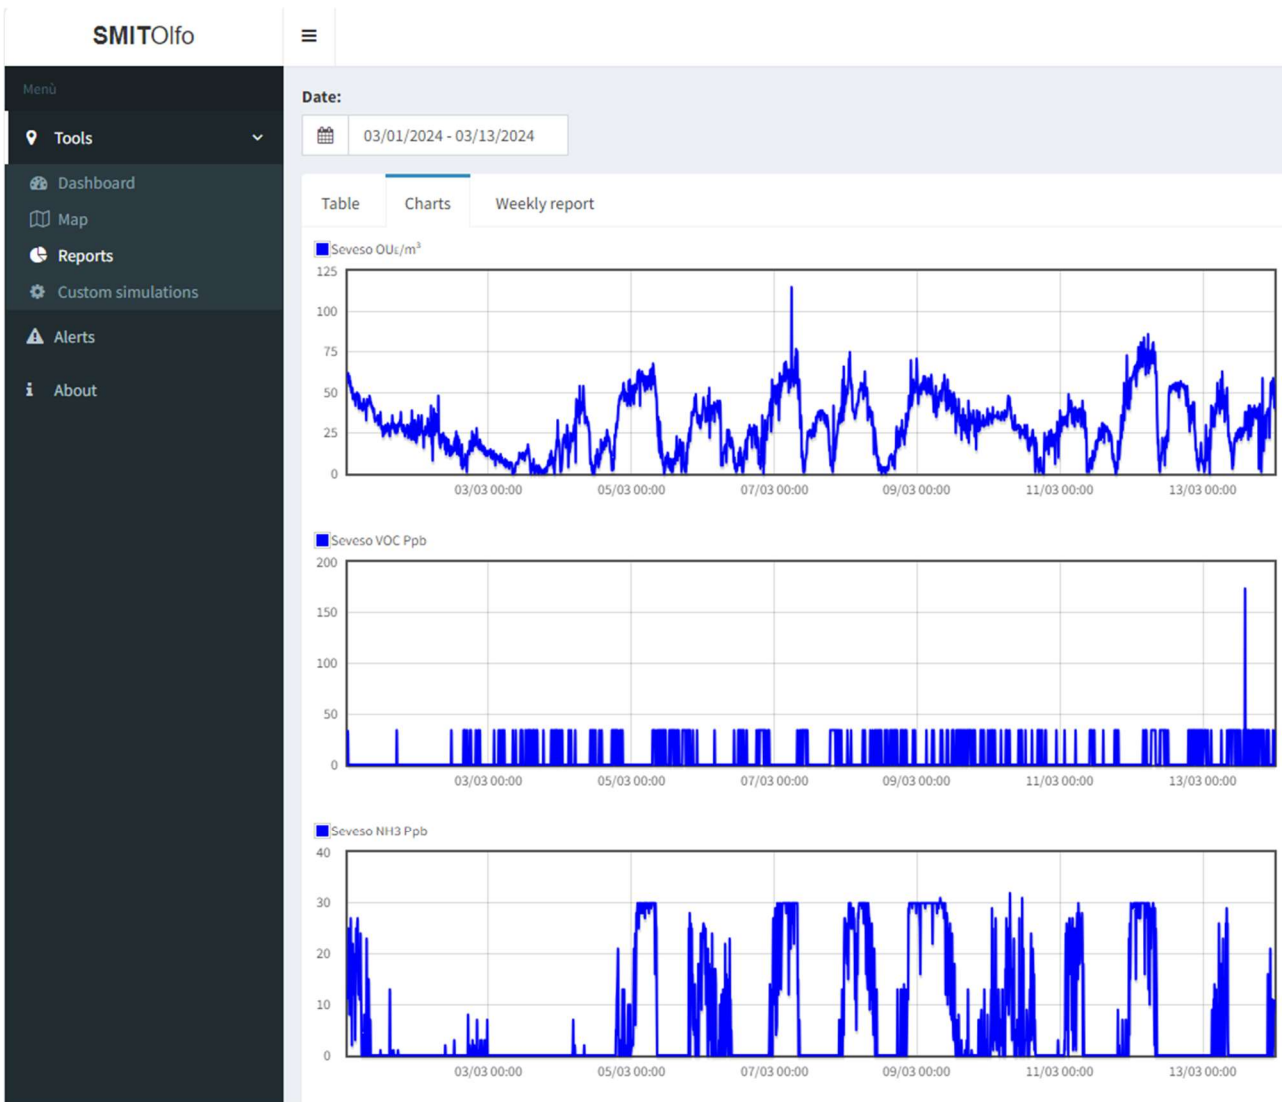 SMITOlfo
Menù
Tools
Dashboard
Map
Reports
Custom simulations
Alerts
About
Date:
03/01/2024 - 03/13/2024
Table Charts Weekly report
Seveso OUᴇ/m³
125
100
75
50
25
0
03/03 00:00 05/03 00:00 07/03 00:00 09/03 00:00 11/03 00:00 13/03 00:00
Seveso VOC Ppb
200
150
100
50
0
03/03 00:00 05/03 00:00 07/03 00:00 09/03 00:00 11/03 00:00 13/03 00:00
Seveso NH3 Ppb
40
30
20
10
0
03/03 00:00 05/03 00:00 07/03 00:00 09/03 00:00 11/03 00:00 13/03 00:00